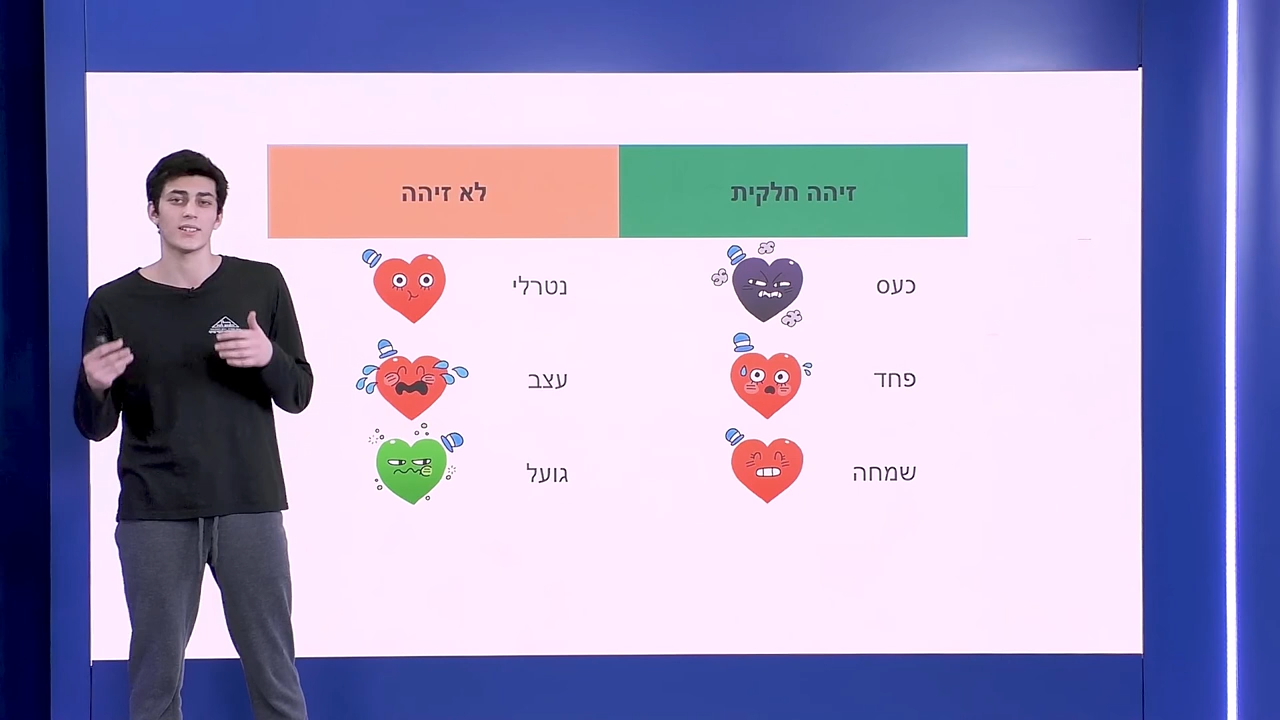 זיהה חלקית
לא זיהה
כעס
נטרלי
פחד
עצב
שמחה
גועל